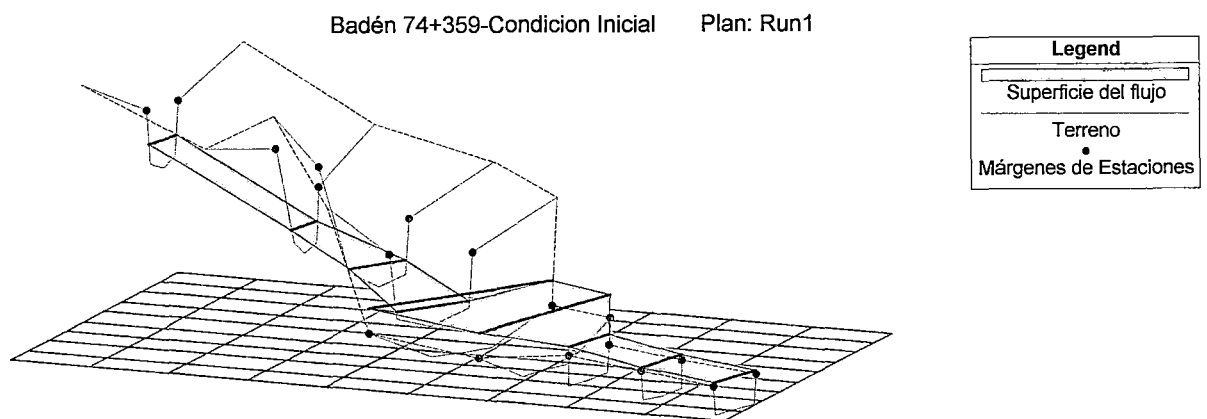 Badén 74+359-Condicion Inicial Plan: Run1
Legend
Superficie del flujo
Terreno
Márgenes de Estaciones